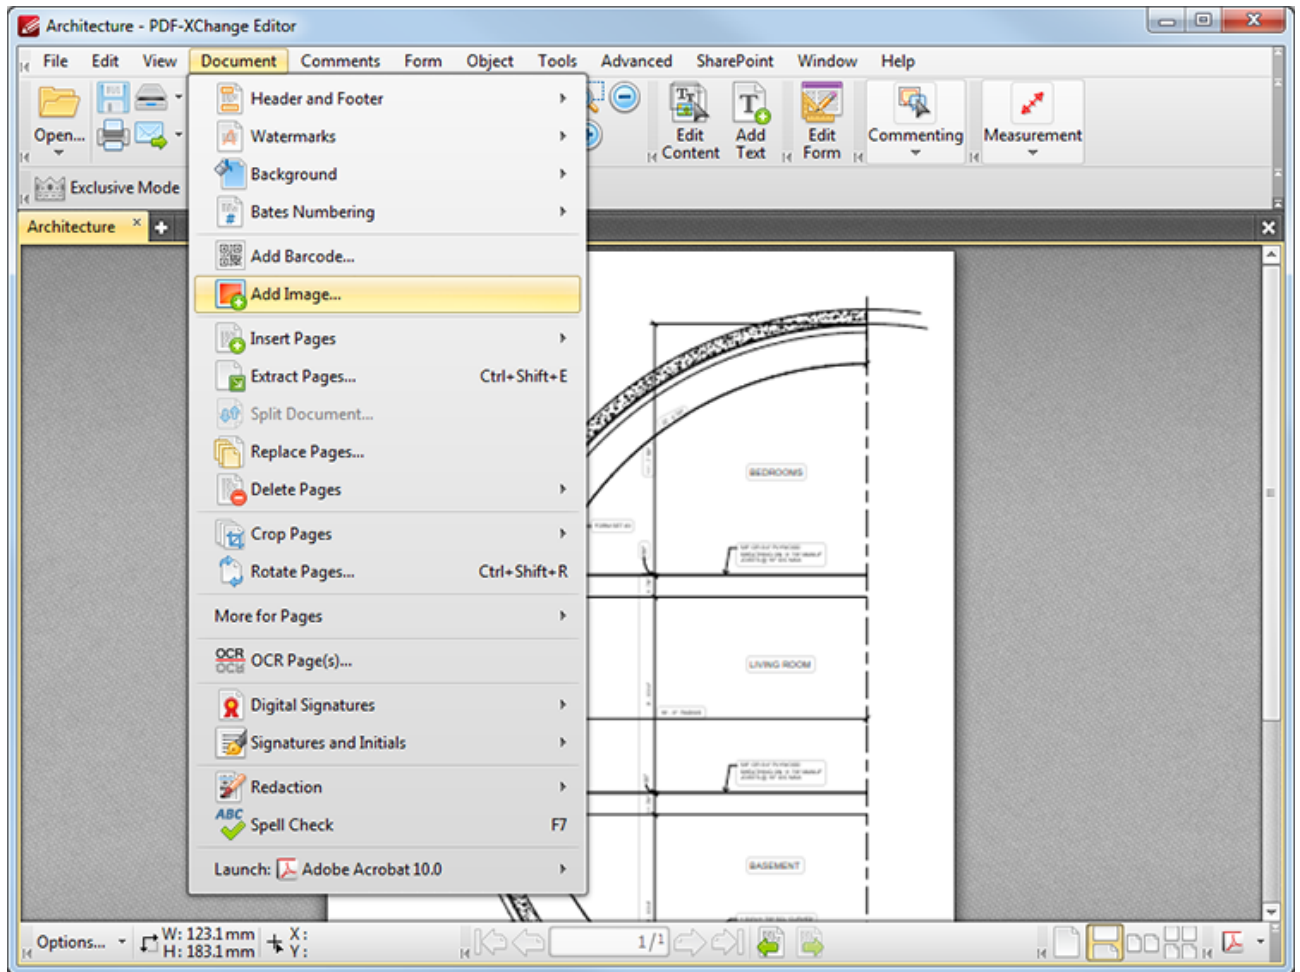 Architecture - PDF-XChange Editor
File Edit View Document Comments Form Object Tools Advanced SharePoint Window Help
Open...
Edit Content
Add Text
Edit Form
Commenting
Measurement
Exclusive Mode
Architecture
Header and Footer
Watermarks
Background
Bates Numbering
Add Barcode...
Add Image...
Insert Pages
Extract Pages... Ctrl+Shift+E
Split Document...
Replace Pages...
Delete Pages
Crop Pages
Rotate Pages... Ctrl+Shift+R
More for Pages
OCR Page(s)...
Digital Signatures
Signatures and Initials
Redaction
Spell Check F7
Launch: Adobe Acrobat 10.0
BEDROOMS
LIVING ROOM
BASEMENT
Options... W: 123.1 mm X:
H: 183.1 mm Y:
1/1